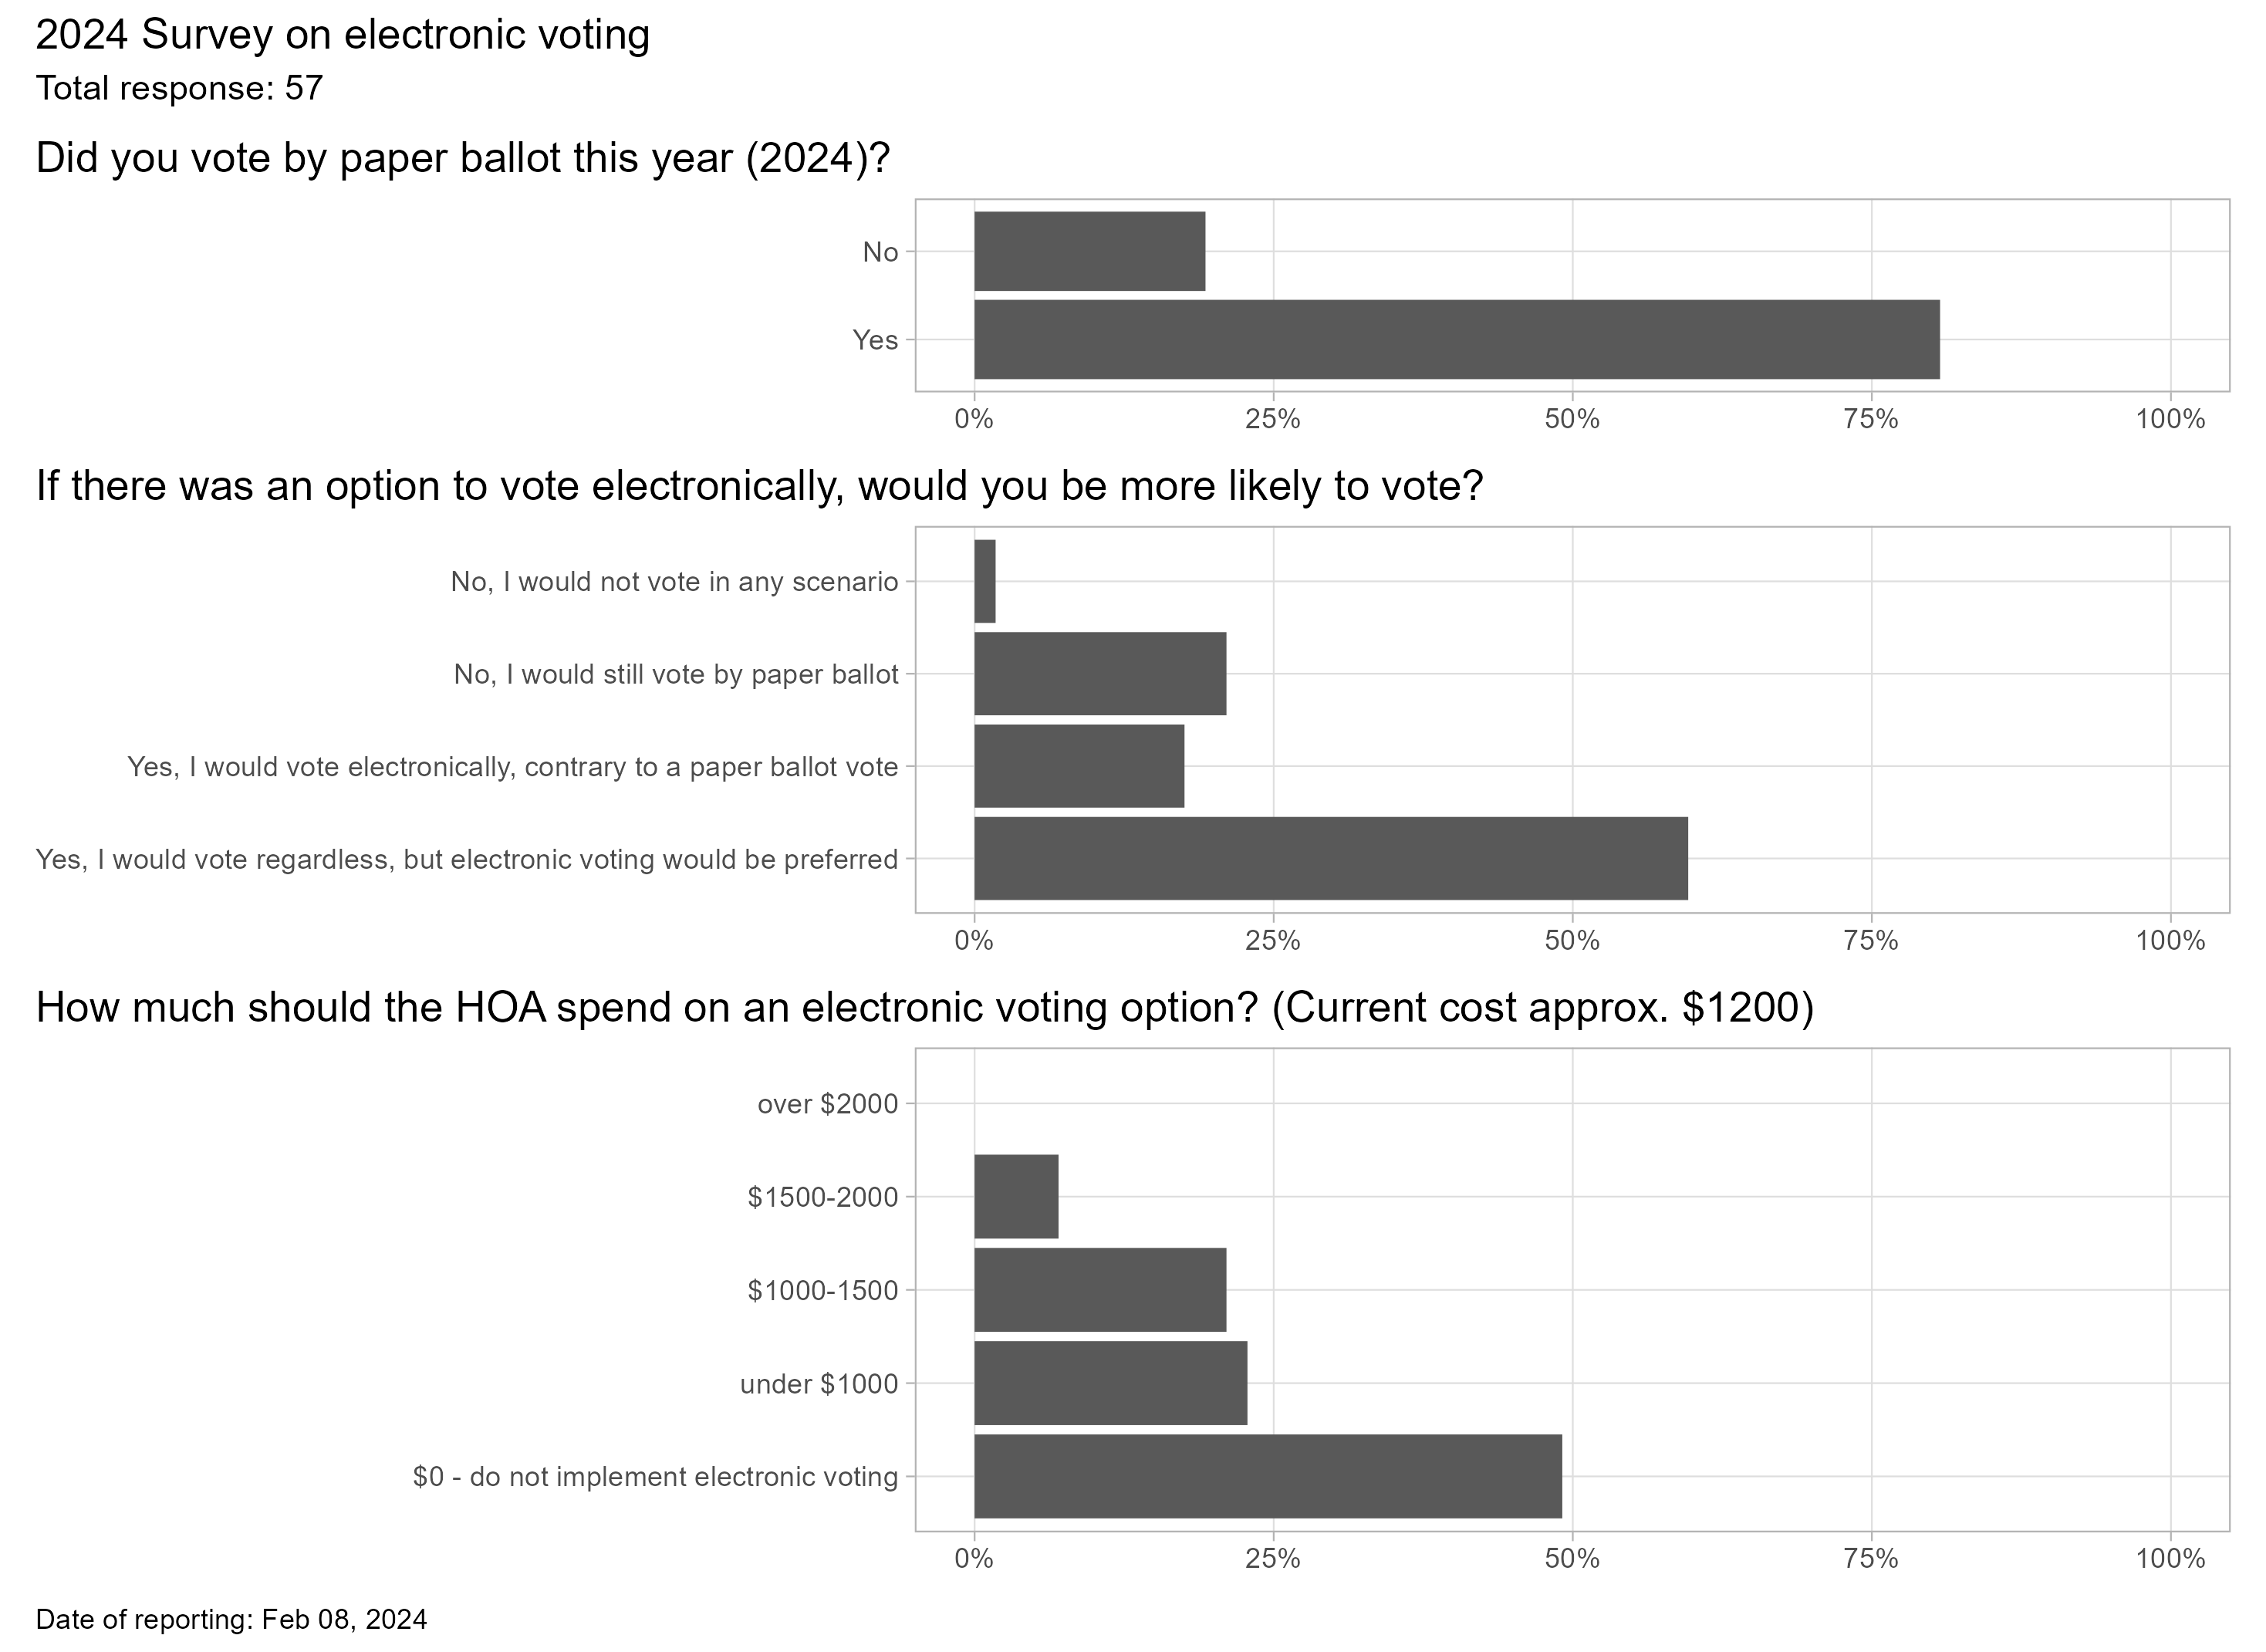 2024 Survey on electronic voting
Total response: 57
Did you vote by paper ballot this year (2024)?
No
Yes
0% 25% 50% 75% 100%
If there was an option to vote electronically, would you be more likely to vote?
No, I would not vote in any scenario
No, I would still vote by paper ballot
Yes, I would vote electronically, contrary to a paper ballot vote
Yes, I would vote regardless, but electronic voting would be preferred
0% 25% 50% 75% 100%
How much should the HOA spend on an electronic voting option? (Current cost approx. $1200)
over $2000
$1500-2000
$1000-1500
under $1000
$0 - do not implement electronic voting
0% 25% 50% 75% 100%
Date of reporting: Feb 08, 2024